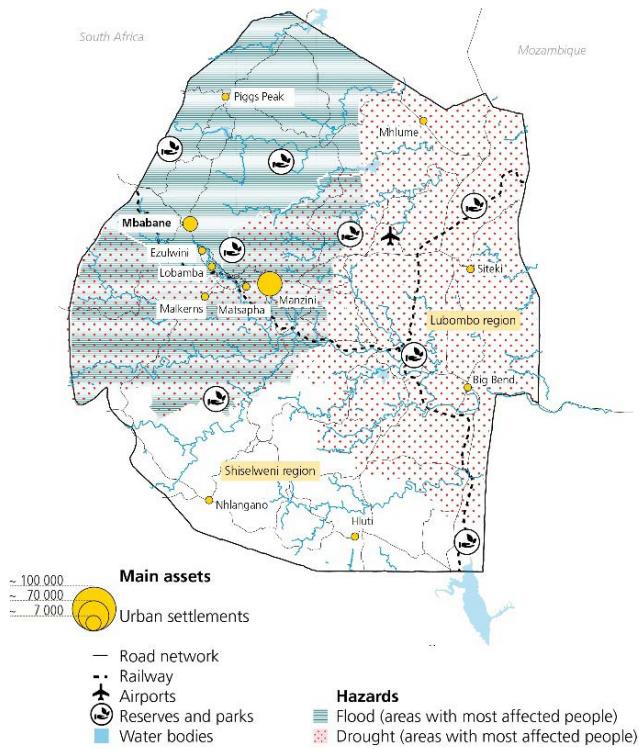 South Africa
Mozambique
Piggs Peak
Mhlume
Mbabane
Ezulwini
Lobamba
Siteki
Malkerns
Matsapha
Manzini
Lubombo region
Big Bend
Shiselweni region
Nhlangano
Hluti
Main assets
~ 100 000
~ 70 000
~ 7 000
Urban settlements
Road network
Railway
Airports
Reserves and parks
Water bodies
Hazards
Flood (areas with most affected people)
Drought (areas with most affected people)